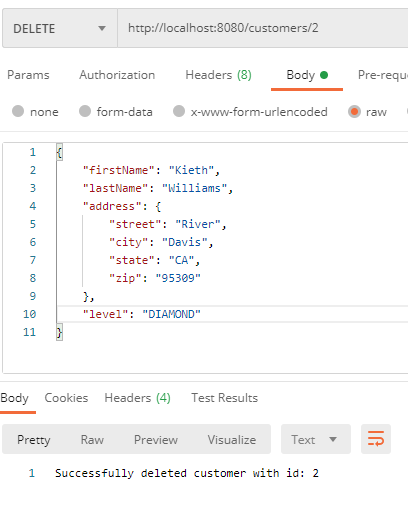 DELETE http://localhost:8080/customers/2
Params Authorization Headers (8) Body Pre-requ
none form-data x-www-form-urlencoded raw
1 {
2 "firstName": "Kieth",
3 "lastName": "Williams",
4 "address": {
5 "street": "River",
6 "city": "Davis",
7 "state": "CA",
8 "zip": "95309"
9 },
10 "level": "DIAMOND"
11 }
Body Cookies Headers (4) Test Results
Pretty Raw Preview Visualize Text
1 Successfully deleted customer with id: 2